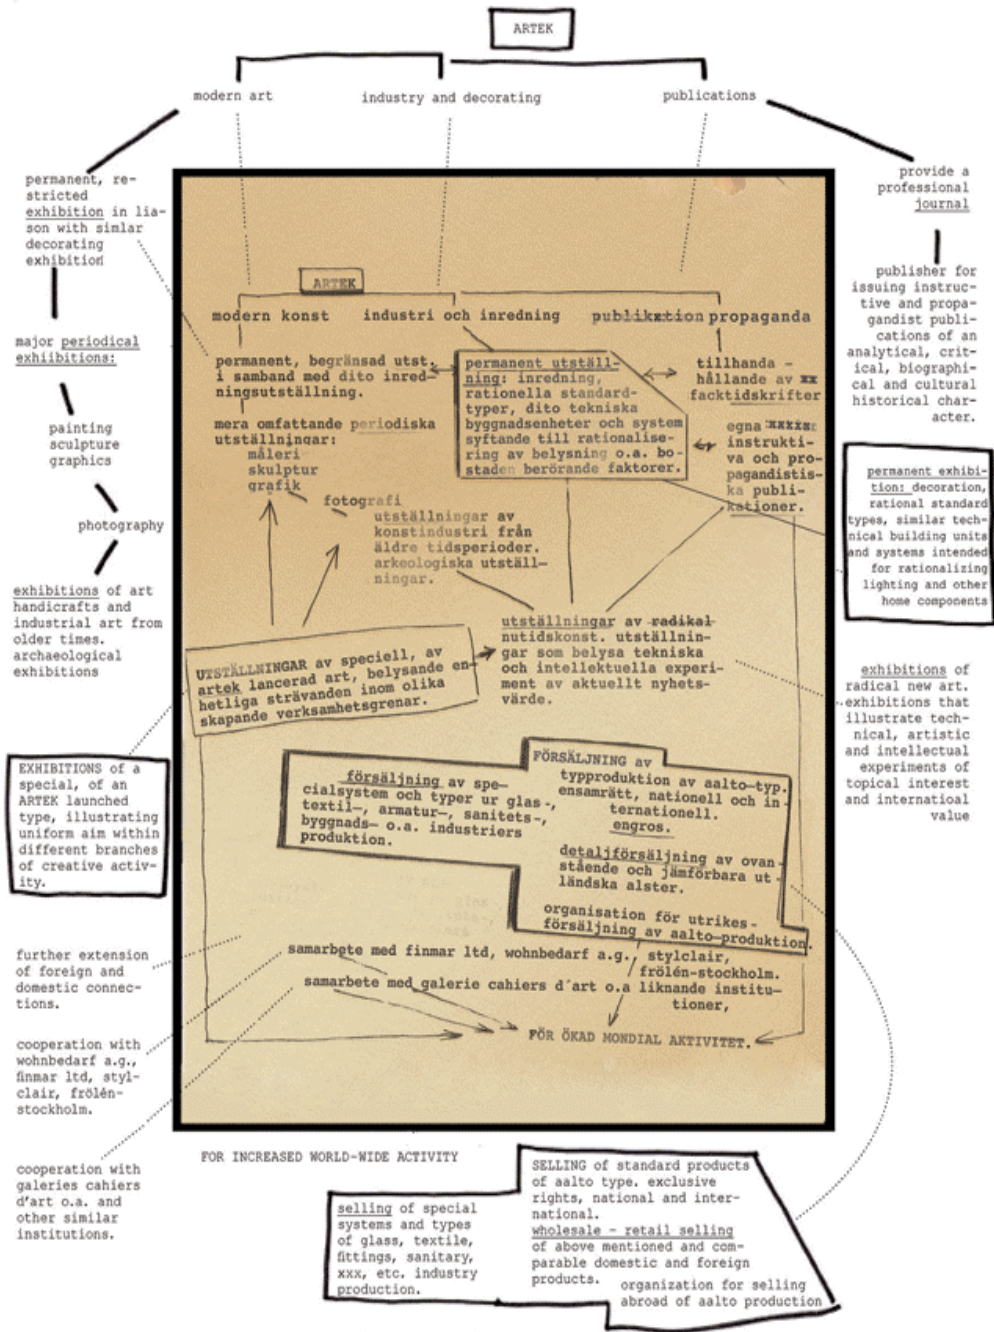 ARTEK
modern art
industry and decorating
publications
permanent, re-
stricted
exhibition in lia-
son with simlar
decorating
exhibition
major periodical
exhiibitions:
painting
sculpture
graphics
photography
exhibitions of art
handicrafts and
industrial art from
older times.
archaeological
exhibitions
EXHIBITIONS of a
special, of an
ARTEK launched
type, illustrating
uniform aim within
different branches
of creative activ-
ity.
further extension
of foreign and
domestic connec-
tions.
cooperation with
wohnbedarf a.g.,
finmar ltd, styl-
clair, frölén-
stockholm.
cooperation with
galeries cahiers
d'art o.a. and
other similar
institutions.
ARTEK
modern konst
industri och inredning
publikxtion propaganda
permanent, begränsad utst.
i samband med dito inred-
ningsutställning.
mera omfattande periodiska
utställningar:
måleri
skulptur
grafik
fotografi
utställningar av
konstindustri från
äldre tidsperioder.
arkeologiska utställ-
ningar.
permanent utställ-
ning: inredning,
rationella standard-
typer, dito tekniska
byggnadsenheter och system
syftande till rationalise-
ring av belysning o.a. bo-
staden berörande faktorer.
tillhanda -
hållande av xx
facktidskrifter
egna xxxxx:
instrukti-
va och pro-
pagandistis-
ka publi-
kationer.
UTSTÄLLNINGAR av speciell, av
artek lancerad art, belysande en-
hetliga strävanden inom olika
skapande verksamhetsgrenar.
utställningar av radikal
nutidskonst. utställnin-
gar som belysa tekniska
och intellektuella experi-
ment av aktuellt nyhets-
värde.
försäljning av spe-
cialsystem och typer ur glas-,
textil-, armatur-, sanitets-,
byggnads- o.a. industriers
produktion.
FÖRSÄLJNING av
typproduktion av aalto-typ.
ensamrätt, nationell och in-
ternationell.
engros.
detaljförsäljning av ovan-
stående och jämförbara ut-
ländska alster.
organisation för utrikes-
försäljning av aalto-produktion.
samarbete med finmar ltd, wohnbedarf a.g., stylclair,
frölén-stockholm.
samarbete med galerie cahiers d´art o.a liknande institu-
tioner,
FÖR ÖKAD MONDIAL AKTIVITET.
provide a
professional
journal
publisher for
issuing instruc-
tive and propa-
gandist publi-
cations of an
analytical, crit-
ical, biographi-
cal and cultural
historical char-
acter.
permanent exhibi-
tion: decoration,
rational standard
types, similar tech-
nical building units
and systems intended
for rationalizing
lighting and other
home components
exhibitions of
radical new art.
exhibitions that
illustrate tech-
nical, artistic
and intellectual
experiments of
topical interest
and internatioal
value
FOR INCREASED WORLD-WIDE ACTIVITY
selling of special
systems and types
of glass, textile,
fittings, sanitary,
xxx, etc. industry
production.
SELLING of standard products
of aalto type. exclusive
rights, national and inter-
national.
wholesale - retail selling
of above mentioned and com-
parable domestic and foreign
products.
organization for selling
abroad of aalto production